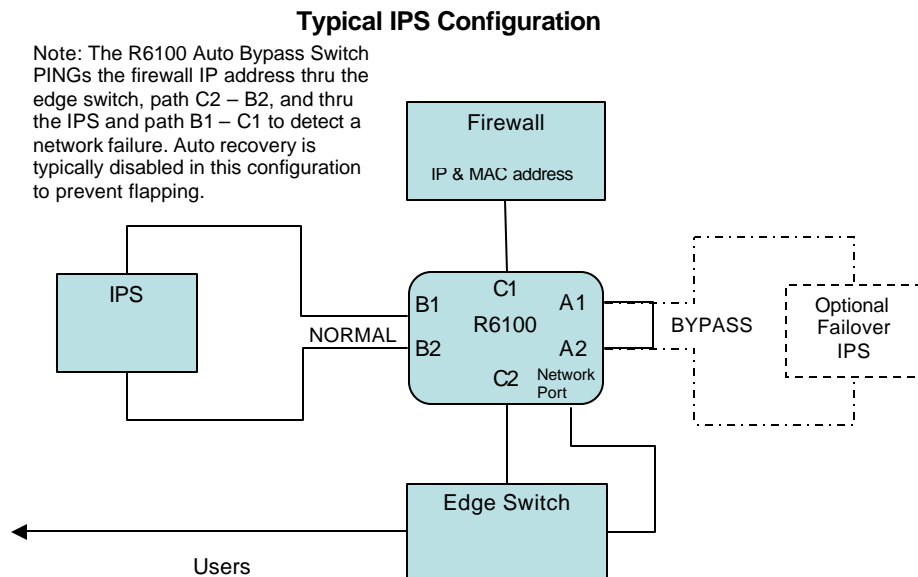 Typical IPS Configuration
Note: The R6100 Auto Bypass Switch
PINGs the firewall IP address thru the
edge switch, path C2 – B2, and thru
the IPS and path B1 – C1 to detect a
network failure. Auto recovery is
typically disabled in this configuration
to prevent flapping.
Firewall
IP & MAC address
IPS
NORMAL
B1
B2
C1
R6100
C2
A1
A2
Network
Port
BYPASS
Optional
Failover
IPS
Edge Switch
Users